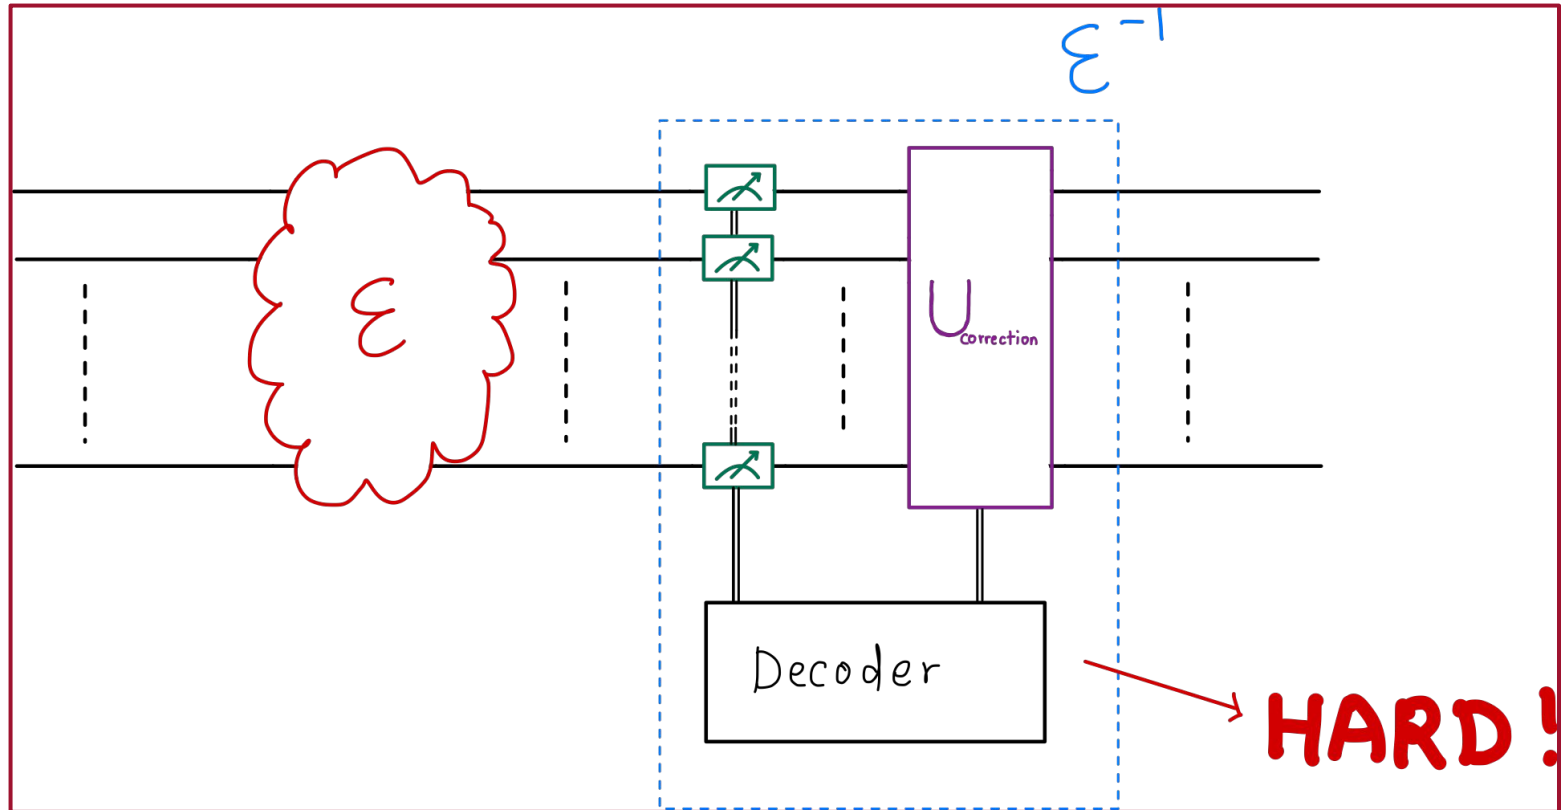 ε⁻¹
ε
U correction
Decoder
HARD!